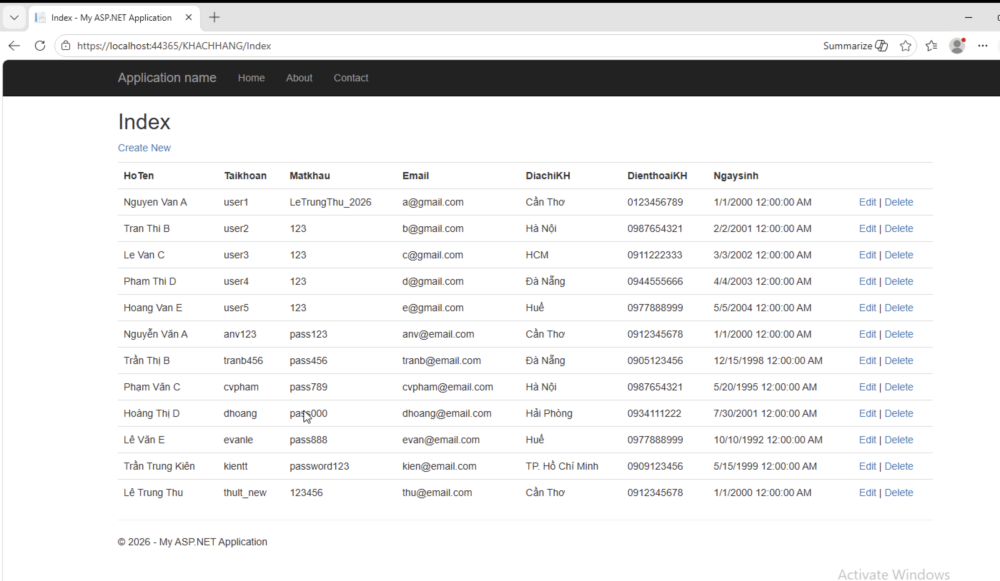 Index - My ASP.NET Application
https://localhost:44365/KHACHHANG/Index Summarize
Application name Home About Contact
Index
Create New
HoTen Taikhoan Matkhau Email DiachiKH DienthoaiKH Ngaysinh
Nguyen Van A user1 LeTrungThu_2026 a@gmail.com Cần Thơ 0123456789 1/1/2000 12:00:00 AM Edit | Delete
Tran Thi B user2 123 b@gmail.com Hà Nội 0987654321 2/2/2001 12:00:00 AM Edit | Delete
Le Van C user3 123 c@gmail.com HCM 0911222333 3/3/2002 12:00:00 AM Edit | Delete
Pham Thi D user4 123 d@gmail.com Đà Nẵng 0944555666 4/4/2003 12:00:00 AM Edit | Delete
Hoang Van E user5 123 e@gmail.com Huế 0977888999 5/5/2004 12:00:00 AM Edit | Delete
Nguyễn Văn A anv123 pass123 anv@email.com Cần Thơ 0912345678 1/1/2000 12:00:00 AM Edit | Delete
Trần Thị B tranb456 pass456 tranb@email.com Đà Nẵng 0905123456 12/15/1998 12:00:00 AM Edit | Delete
Phạm Văn C cvpham pass789 cvpham@email.com Hà Nội 0987654321 5/20/1995 12:00:00 AM Edit | Delete
Hoàng Thị D dhoang pass000 dhoang@email.com Hải Phòng 0934111222 7/30/2001 12:00:00 AM Edit | Delete
Lê Văn E evanle pass888 evan@email.com Huế 0977888999 10/10/1992 12:00:00 AM Edit | Delete
Trần Trung Kiên kientt password123 kien@email.com TP. Hồ Chí Minh 0909123456 5/15/1999 12:00:00 AM Edit | Delete
Lê Trung Thu thult_new 123456 thu@email.com Cần Thơ 0912345678 1/1/2000 12:00:00 AM Edit | Delete
© 2026 - My ASP.NET Application
Activate Windows